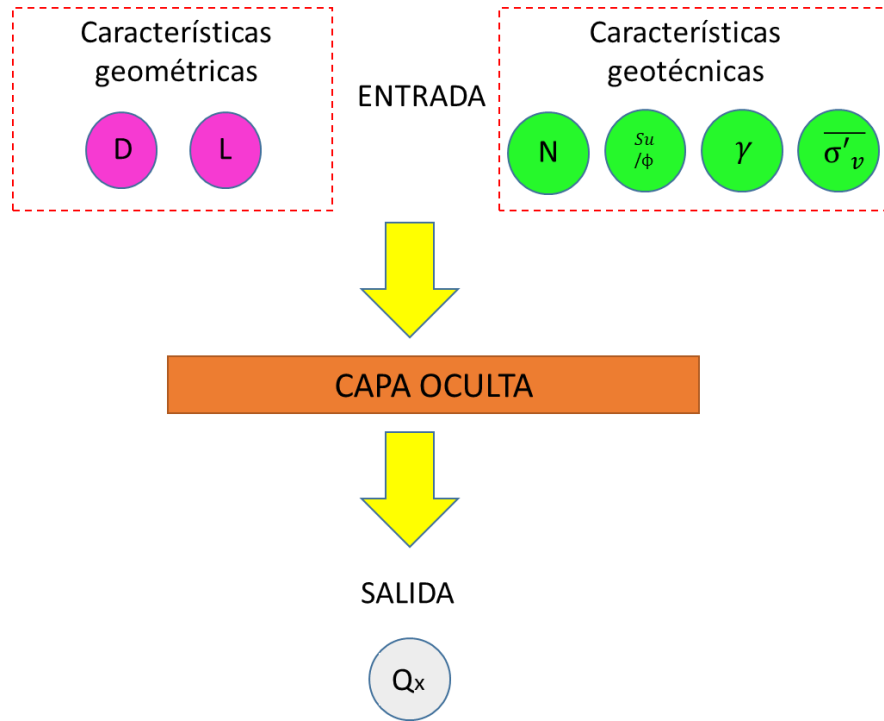 Características
geométricas
D L
ENTRADA
Características
geotécnicas
N Su/ϕ γ σ′ᵥ
CAPA OCULTA
SALIDA
Qx